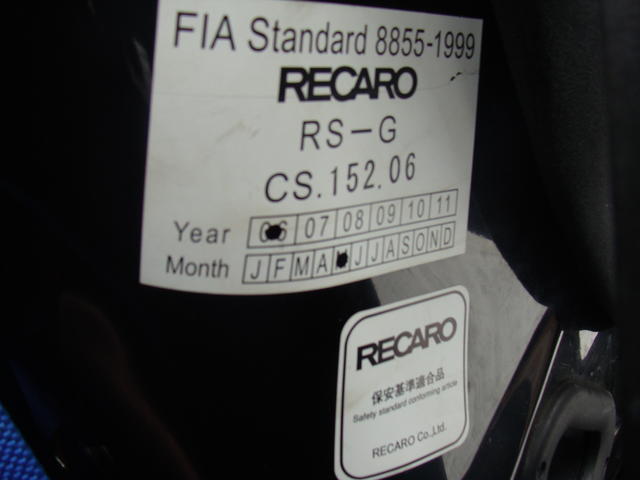 FIA Standard 8855-1999
RECARO
RS-G
CS.152.06
Year 06 07 08 09 10 11
Month J F M A M J J A S O N D
RECARO
保安基準適合品
Safety standard conforming article
RECARO Co.,Ltd.